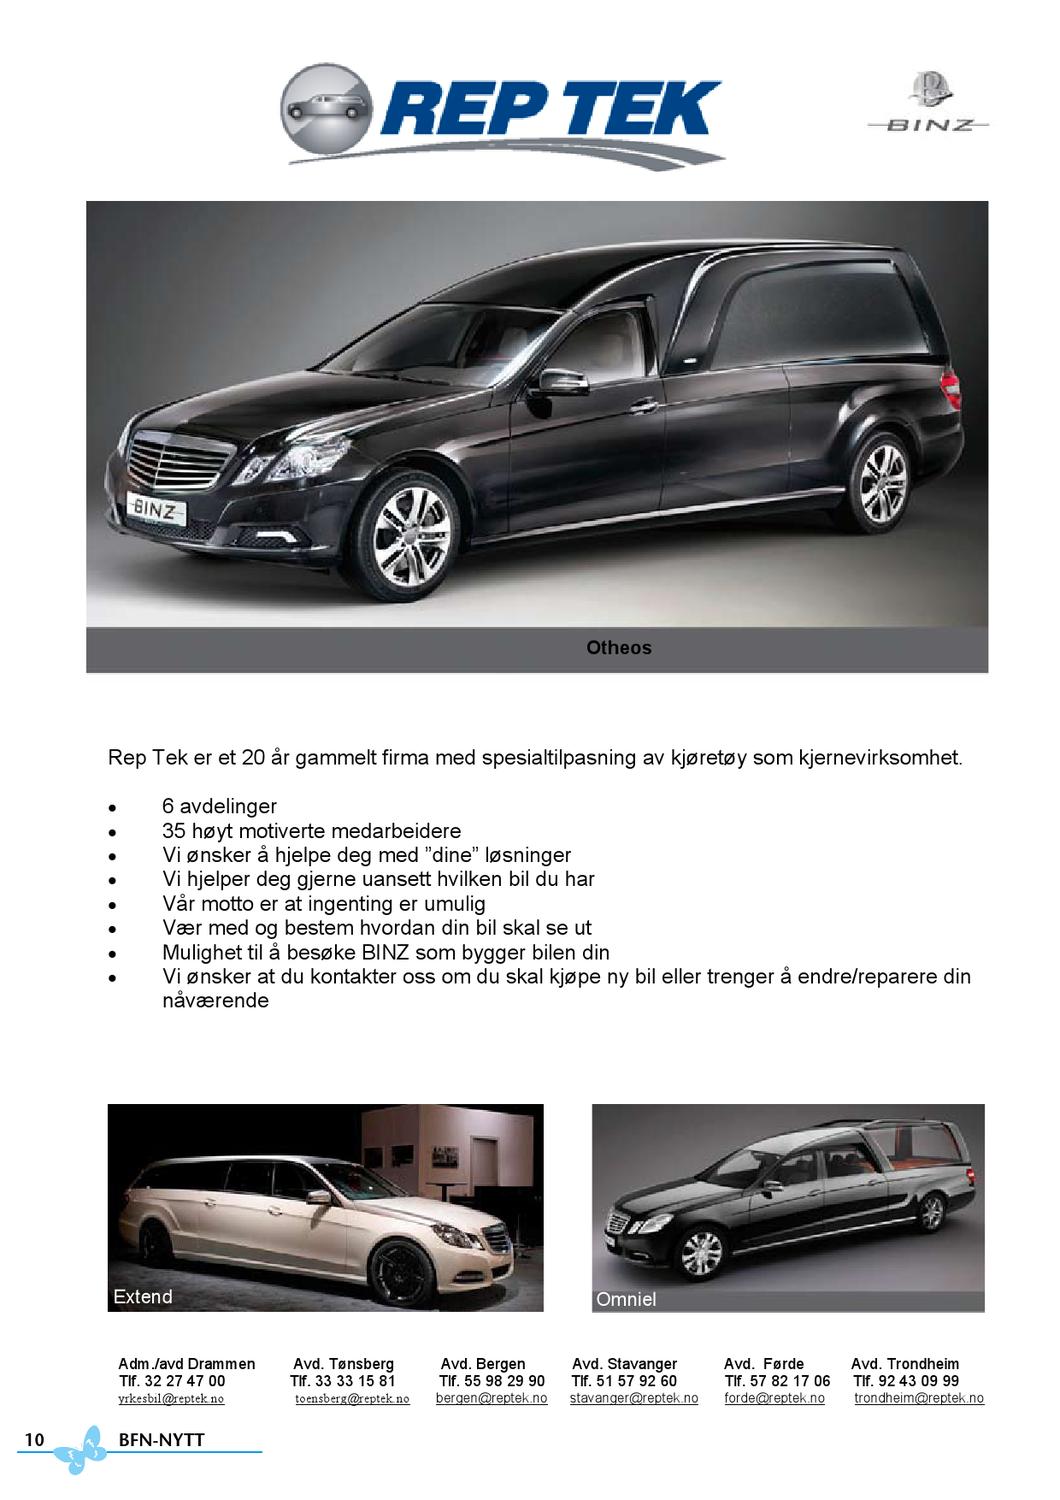 REP TEK
BINZ
BINZ
Otheos
Rep Tek er et 20 år gammelt firma med spesialtilpasning av kjøretøy som kjernevirksomhet.
• 6 avdelinger
• 35 høyt motiverte medarbeidere
• Vi ønsker å hjelpe deg med ”dine” løsninger
• Vi hjelper deg gjerne uansett hvilken bil du har
• Vår motto er at ingenting er umulig
• Vær med og bestem hvordan din bil skal se ut
• Mulighet til å besøke BINZ som bygger bilen din
• Vi ønsker at du kontakter oss om du skal kjøpe ny bil eller trenger å endre/reparere din
nåværende
Extend
Omniel
Adm./avd Drammen
Tlf. 32 27 47 00
yrkesbil@reptek.no
Avd. Tønsberg
Tlf. 33 33 15 81
toensberg@reptek.no
Avd. Bergen
Tlf. 55 98 29 90
bergen@reptek.no
Avd. Stavanger
Tlf. 51 57 92 60
stavanger@reptek.no
Avd. Førde
Tlf. 57 82 17 06
forde@reptek.no
Avd. Trondheim
Tlf. 92 43 09 99
trondheim@reptek.no
10
BFN-NYTT